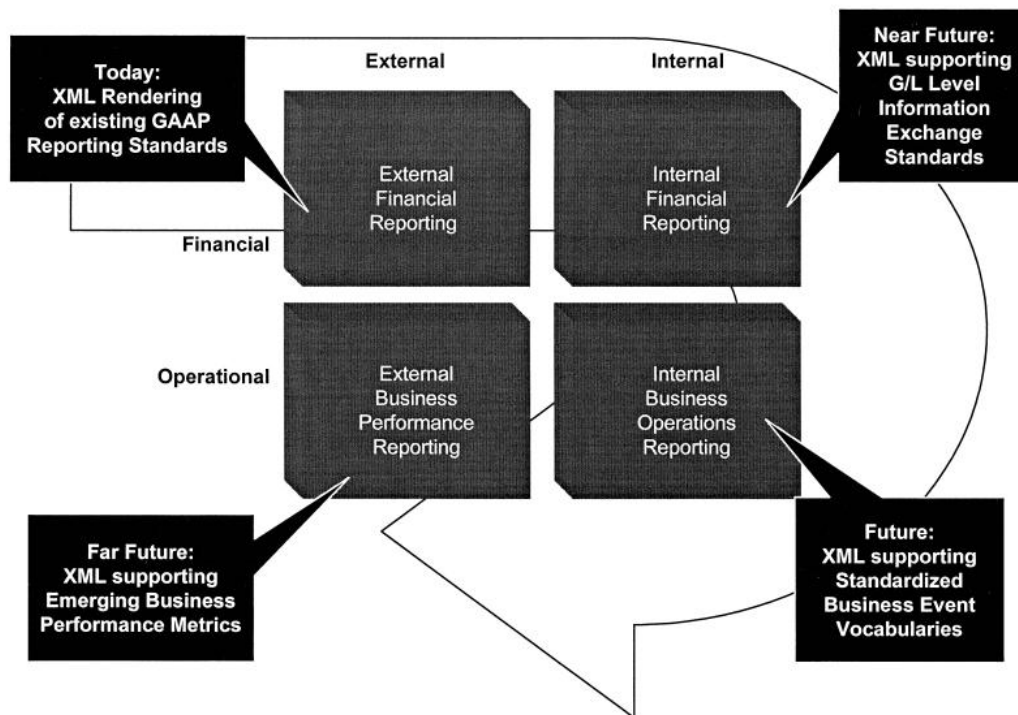 External
Internal
Today:
XML Rendering
of existing GAAP
Reporting Standards
Near Future:
XML supporting
G/L Level
Information
Exchange
Standards
External
Financial
Reporting
Internal
Financial
Reporting
Financial
Operational
External
Business
Performance
Reporting
Internal
Business
Operations
Reporting
Far Future:
XML supporting
Emerging Business
Performance Metrics
Future:
XML supporting
Standardized
Business Event
Vocabularies